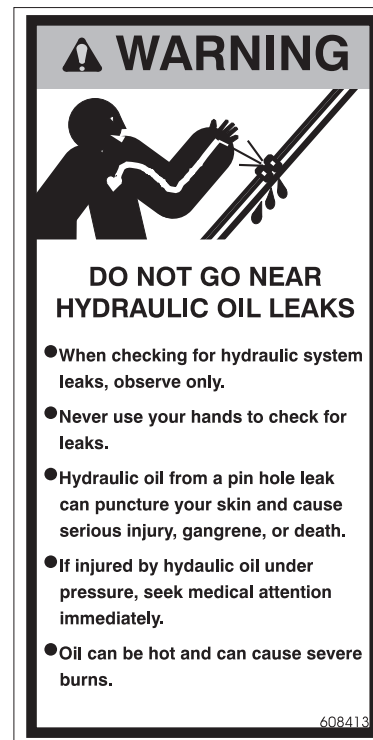 WARNING
DO NOT GO NEAR
HYDRAULIC OIL LEAKS
●When checking for hydraulic system
leaks, observe only.
●Never use your hands to check for
leaks.
●Hydraulic oil from a pin hole leak
can puncture your skin and cause
serious injury, gangrene, or death.
●If injured by hydaulic oil under
pressure, seek medical attention
immediately.
●Oil can be hot and can cause severe
burns.
608413